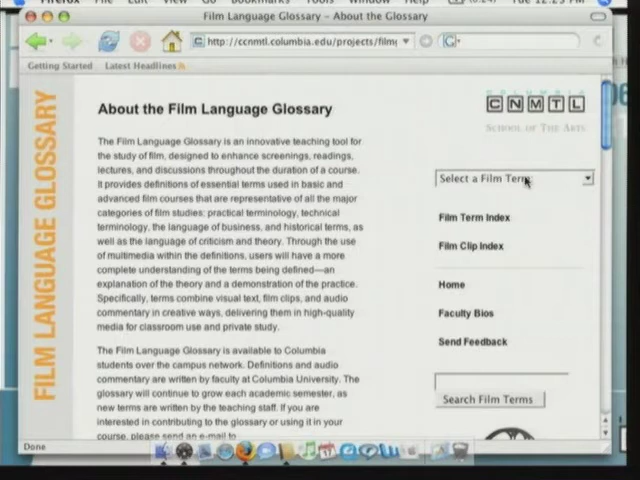 Firefox File Edit View Go Bookmarks Tools Window Help
Tue 12:25 PM
Film Language Glossary – About the Glossary
http://ccnmtl.columbia.edu/projects/film
G
Getting Started Latest Headlines
FILM LANGUAGE GLOSSARY
About the Film Language Glossary
The Film Language Glossary is an innovative teaching tool for
the study of film, designed to enhance screenings, readings,
lectures, and discussions throughout the duration of a course.
It provides definitions of essential terms used in basic and
advanced film courses that are representative of all the major
categories of film studies: practical terminology, technical
terminology, the language of business, and historical terms, as
well as the language of criticism and theory. Through the use
of multimedia within the definitions, users will have a more
complete understanding of the terms being defined—an
explanation of the theory and a demonstration of the practice.
Specifically, terms combine visual text, film clips, and audio
commentary in creative ways, delivering them in high-quality
media for classroom use and private study.
The Film Language Glossary is available to Columbia
students over the campus network. Definitions and audio
commentary are written by faculty at Columbia University. The
glossary will continue to grow each academic semester, as
new terms are written by the teaching staff. If you are
interested in contributing to the glossary or using it in your
course, please send an e-mail to
COLUMBIA
CNMTL
SCHOOL OF THE ARTS
Select a Film Term:
Film Term Index
Film Clip Index
Home
Faculty Bios
Send Feedback
Search Film Terms
Done